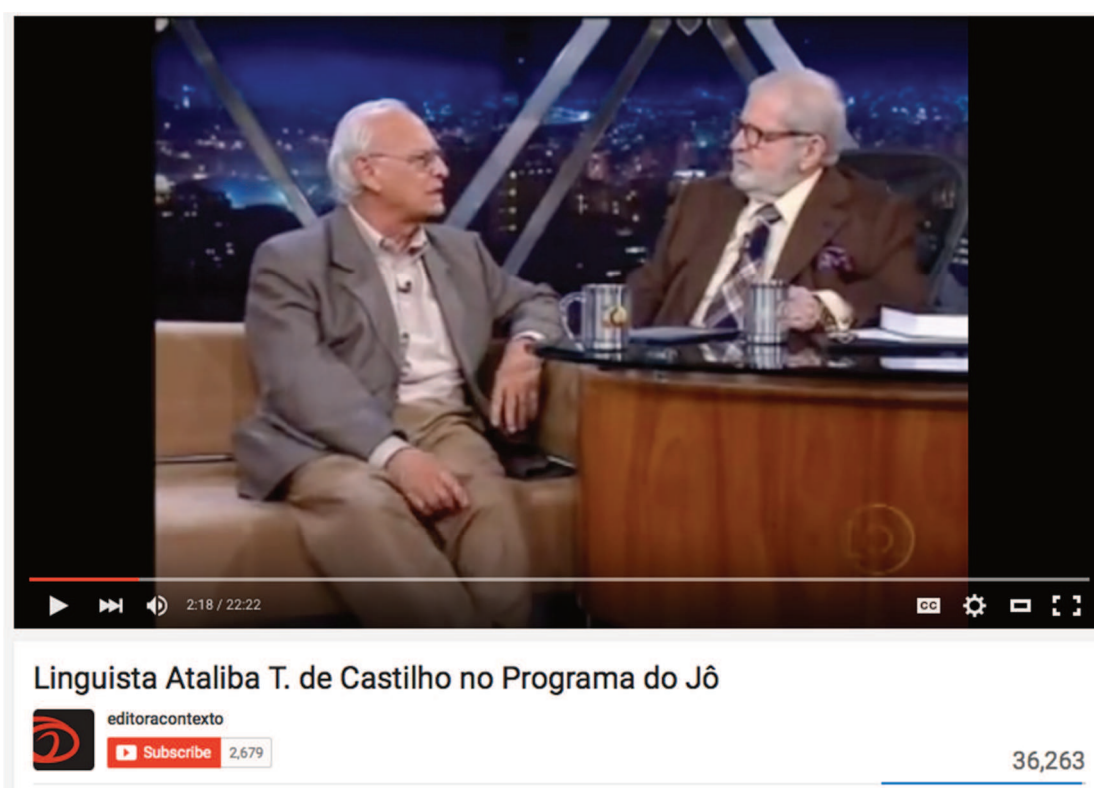 2:18 / 22:22
CC
Linguista Ataliba T. de Castilho no Programa do Jô
editoracontexto
Subscribe 2,679
36,263